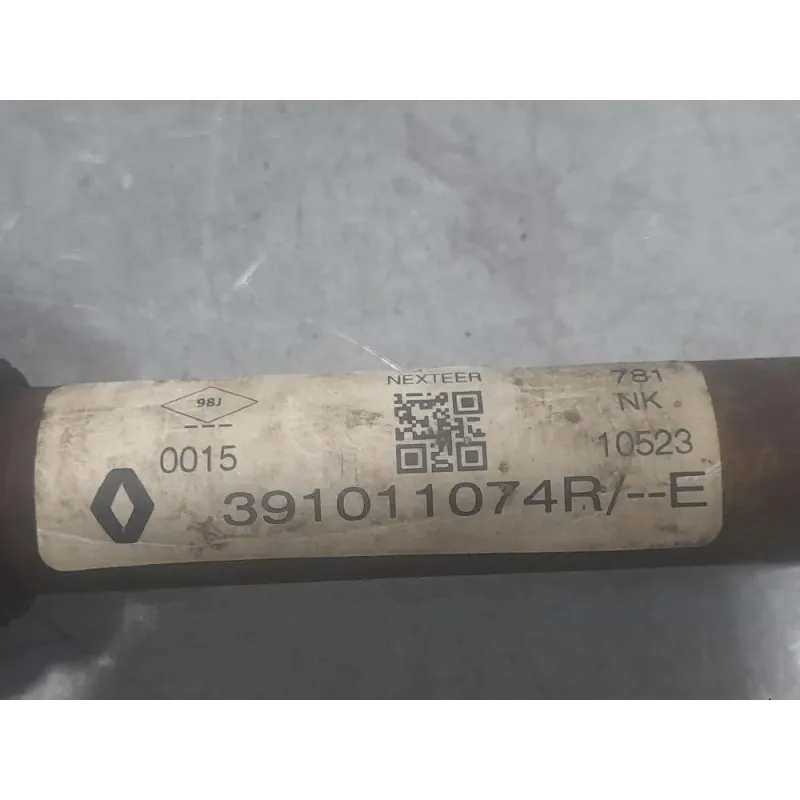 NEXTEER
781
98J
NK
---
0015
10523
391011074R/--E